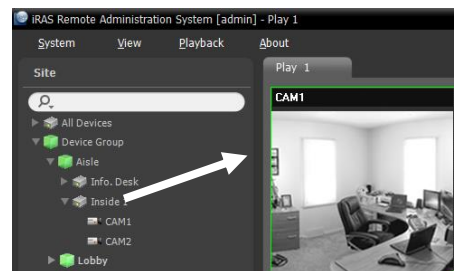 iRAS Remote Administration System [admin] - Play 1
System View Playback About
Site
Play 1
CAM1
All Devices
Device Group
Aisle
Info. Desk
Inside 1
CAM1
CAM2
Lobby